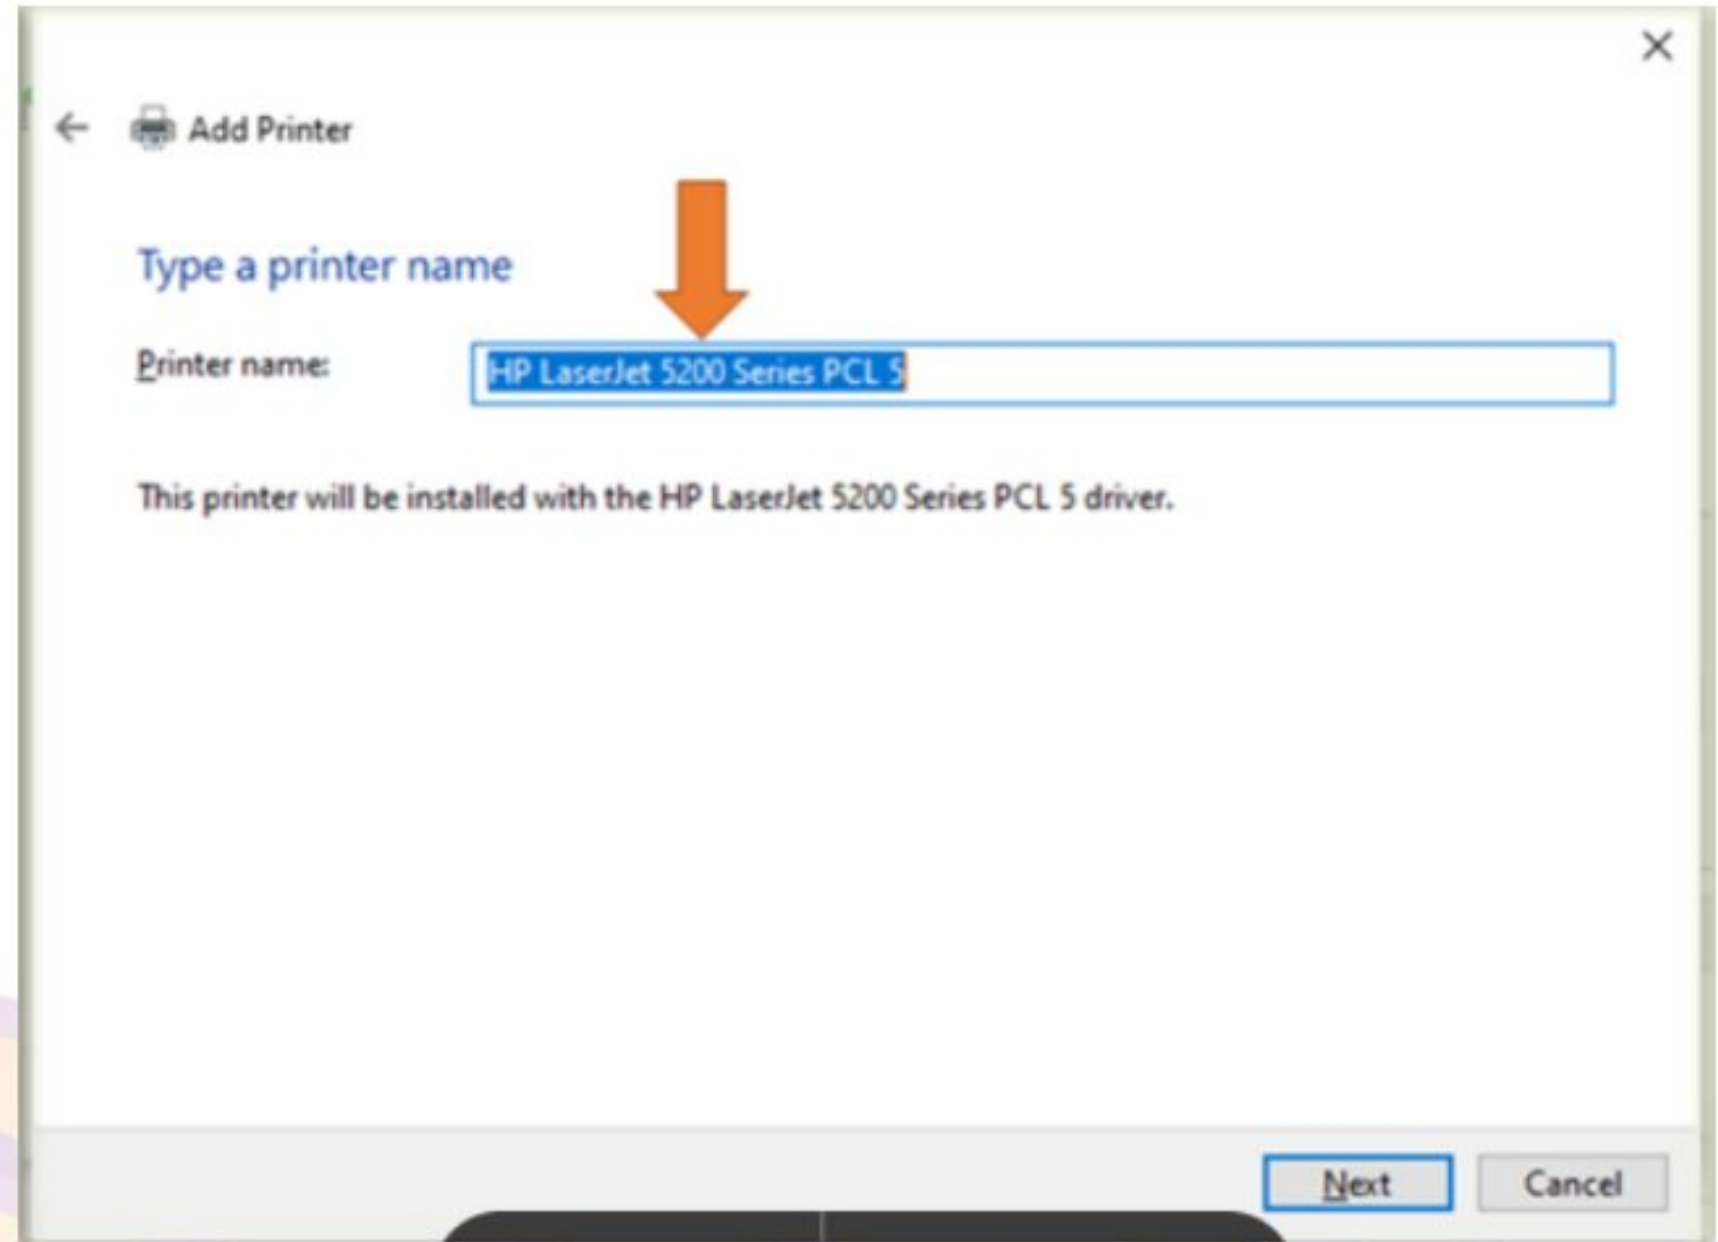 Add Printer
Type a printer name
Printer name: HP LaserJet 5200 Series PCL 5
This printer will be installed with the HP LaserJet 5200 Series PCL 5 driver.
Next Cancel